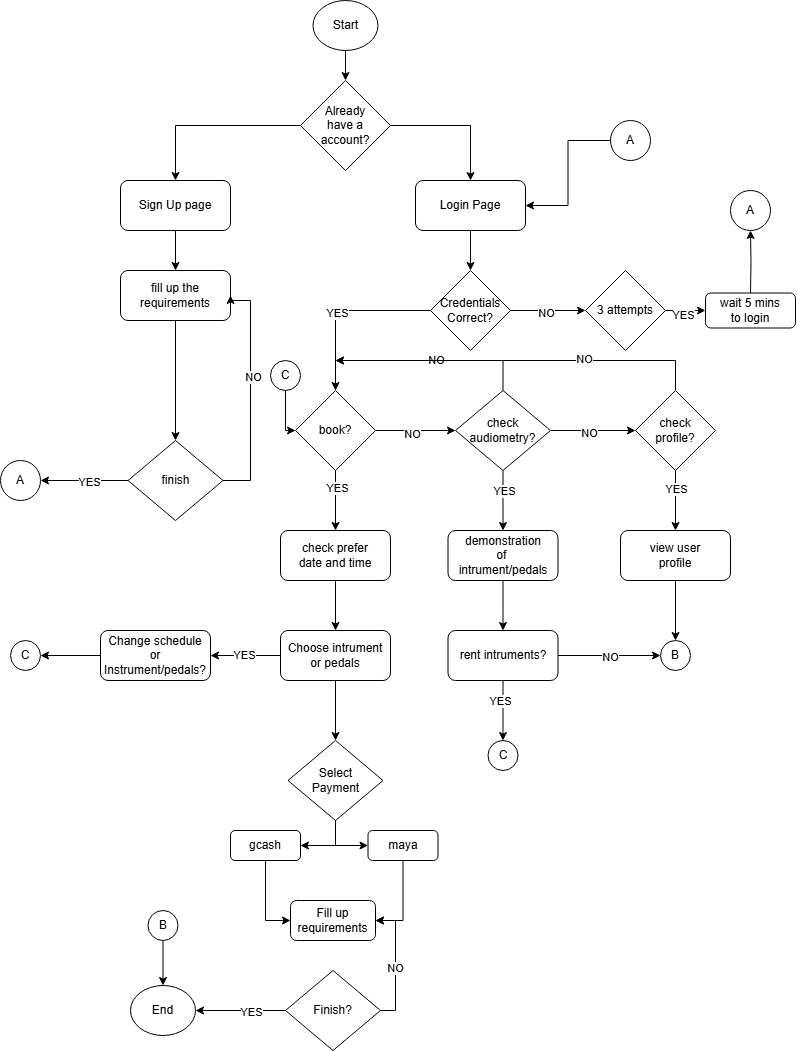 Start
Already
have a
account?
A
Sign Up page
Login Page
A
fill up the
requirements
Credentials
Correct?
NO
3 attempts
YES
wait 5 mins
to login
YES
NO
NO
NO
C
book?
NO
check
audiometry?
NO
check
profile?
A
YES
finish
YES
YES
YES
check prefer
date and time
demonstration
of
intrument/pedals
view user
profile
C
Change schedule
or
Instrument/pedals?
YES
Choose intrument
or pedals
rent intruments?
NO
B
YES
C
Select
Payment
gcash
maya
Fill up
requirements
B
NO
End
YES
Finish?